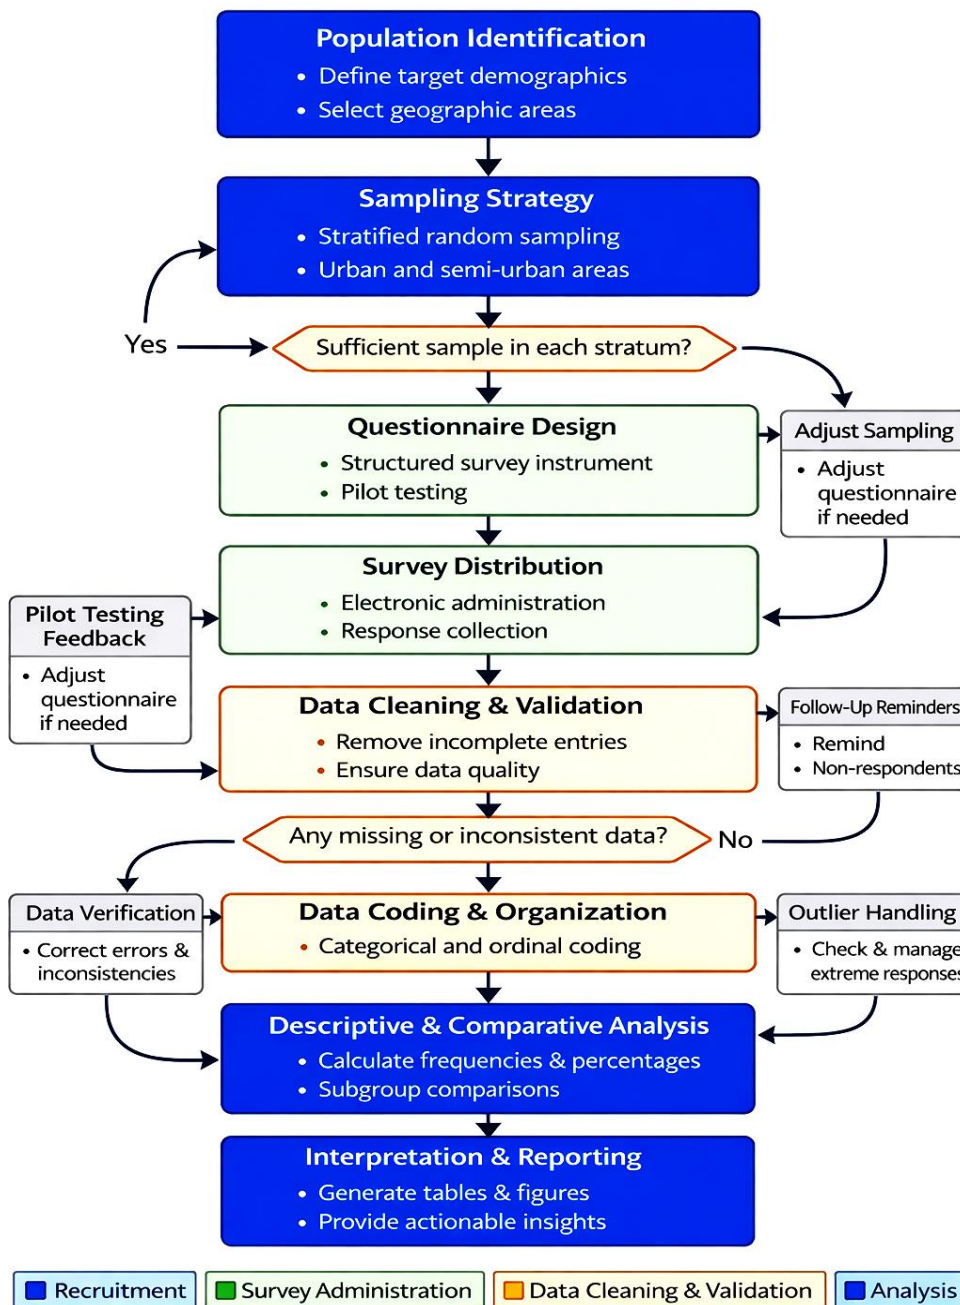 Population Identification
• Define target demographics
• Select geographic areas
Sampling Strategy
• Stratified random sampling
• Urban and semi-urban areas
Yes
Sufficient sample in each stratum?
Questionnaire Design
• Structured survey instrument
• Pilot testing
Adjust Sampling
• Adjust
questionnaire
if needed
Survey Distribution
• Electronic administration
• Response collection
Pilot Testing
Feedback
• Adjust
questionnaire
if needed
Data Cleaning & Validation
• Remove incomplete entries
• Ensure data quality
Follow-Up Reminders
• Remind
• Non-respondents
Any missing or inconsistent data?
No
Data Verification
• Correct errors &
inconsistencies
Data Coding & Organization
• Categorical and ordinal coding
Outlier Handling
• Check & manage
extreme responses
Descriptive & Comparative Analysis
• Calculate frequencies & percentages
• Subgroup comparisons
Interpretation & Reporting
• Generate tables & figures
• Provide actionable insights
Recruitment
Survey Administration
Data Cleaning & Validation
Analysis